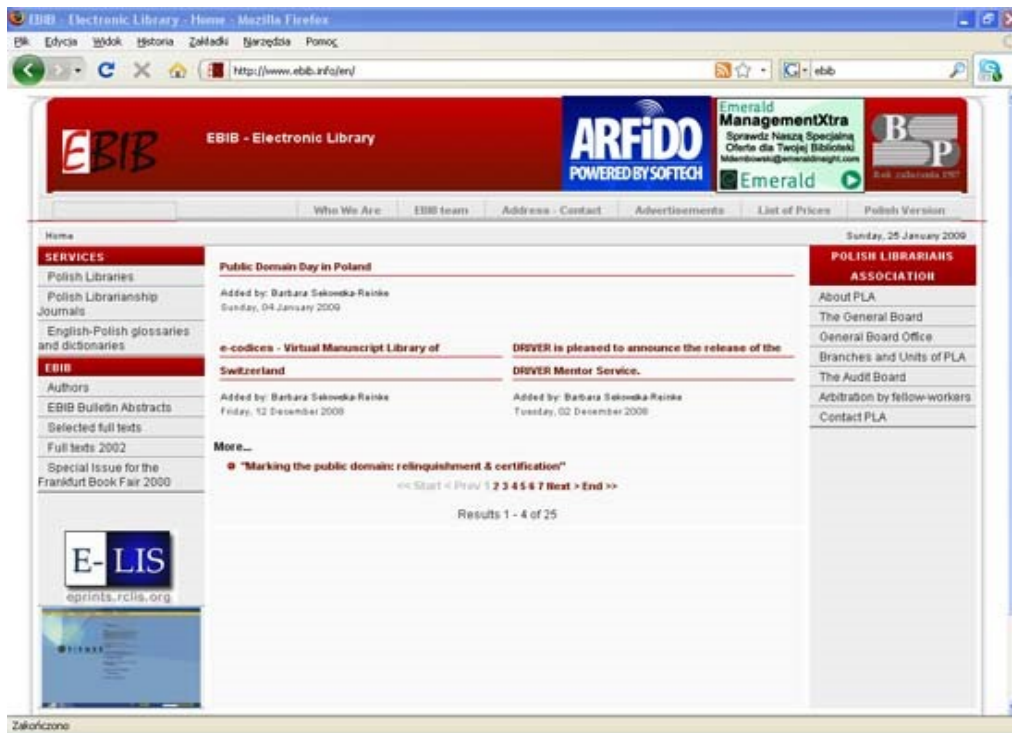 EBIB - Electronic Library - Home - Mozilla Firefox
Plik Edycja Widok Historia Zakładki Narzędzia Pomoc
http://www.ebib.info/en/
ebib
EBIB
EBIB - Electronic Library
ARFiDO
POWERED BY SOFTECH
Emerald
ManagementXtra
Sprawdz Naszą Specjalną
Oferte dla Twojej Biblioteki
Mdembowski@emeraldinsight.com
Emerald
BP
Rok założenia 1917
Who We Are EBIB team Address - Contact Advertisements List of Prices Polish Version
Home
Sunday, 25 January 2009
SERVICES
Polish Libraries
Polish Librarianship
Journals
English-Polish glossaries
and dictionaries
EBIB
Authors
EBIB Bulletin Abstracts
Selected full texts
Full texts 2002
Special Issue for the
Frankfurt Book Fair 2000
E-LIS
eprints.rclis.org
Public Domain Day in Poland
Added by: Barbara Sekowska-Reinke
Sunday, 04 January 2009
e-codices - Virtual Manuscript Library of
Switzerland
Added by: Barbara Sekowska-Reinke
Friday, 12 December 2008
DRIVER is pleased to announce the release of the
DRIVER Mentor Service.
Added by: Barbara Sekowska-Reinke
Tuesday, 02 December 2008
More...
"Marking the public domain: relinquishment & certification"
<< Start < Prev 1 2 3 4 5 6 7 Next > End >>
Results 1 - 4 of 25
POLISH LIBRARIANS
ASSOCIATION
About PLA
The General Board
General Board Office
Branches and Units of PLA
The Audit Board
Arbitration by fellow-workers
Contact PLA
Zakończono